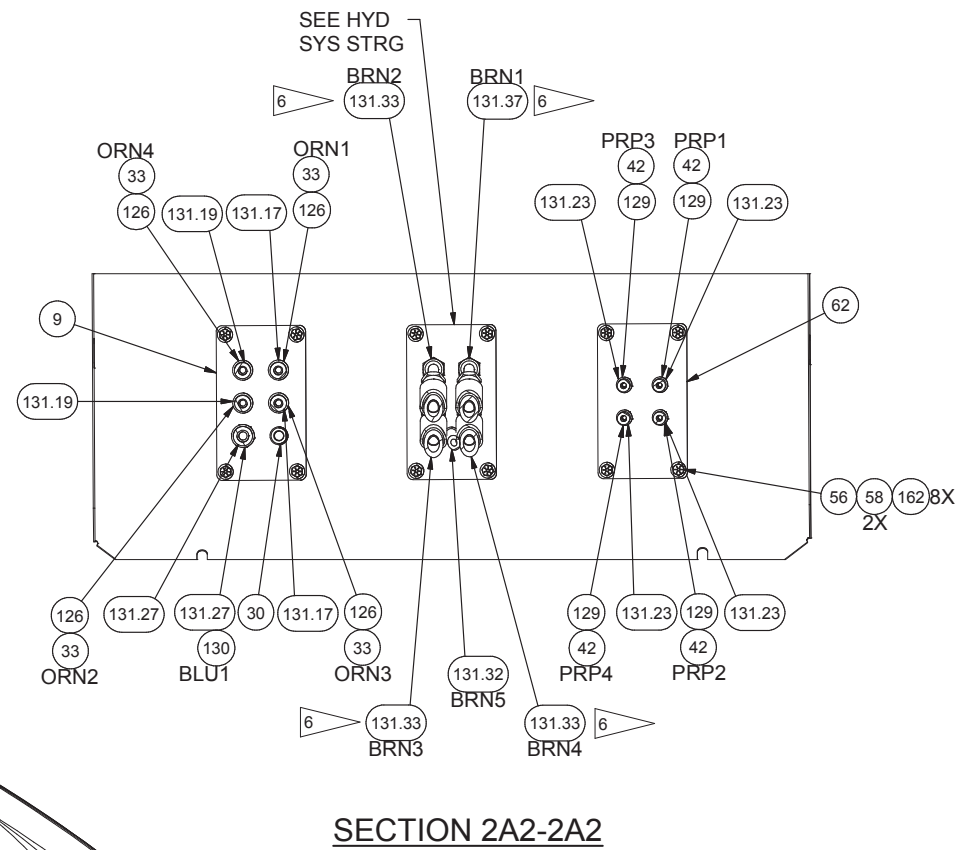 SEE HYD
SYS STRG
BRN2 BRN1
6 131.33 131.37 6
ORN4 ORN1 PRP3 PRP1
33 33 42 42
126 131.19 131.17 126 131.23 129 129 131.23
9 62
131.19
56 58 162 8X
2X
126 131.27 131.27 30 131.17 126 129 131.23 129 131.23
33 130 33 42 42
ORN2 BLU1 ORN3 PRP4 PRP2
131.32
BRN5
6 131.33 131.33 6
BRN3 BRN4
SECTION 2A2-2A2